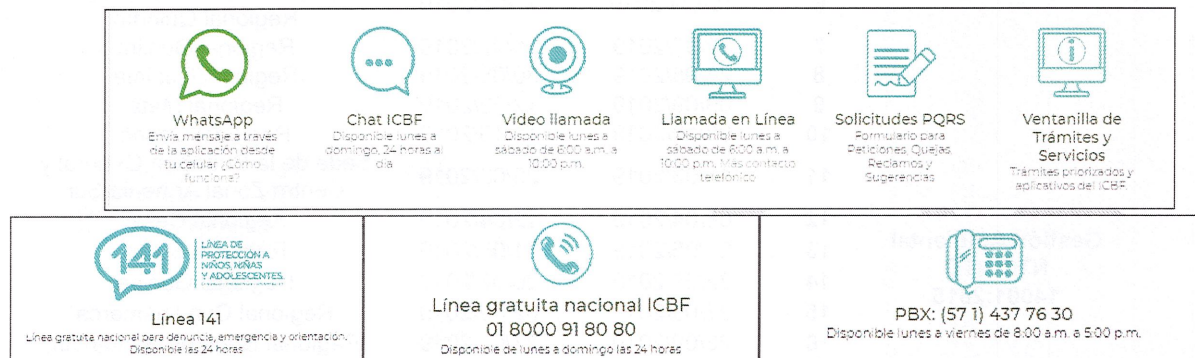 WhatsApp
Envía mensaje a través
de la aplicación desde
tu celular ¿Cómo
funciona?
Chat ICBF
Disponible lunes a
domingo, 24 horas al
día
Video llamada
Disponible lunes a
sábado de 6:00 a.m. a
10:00 p.m.
Llamada en Línea
Disponible lunes a
sábado de 6:00 a.m. a
10:00 p.m. Más contacto
telefónico
Solicitudes PQRS
Formulario para
Peticiones, Quejas,
Reclamos y
Sugerencias
Ventanilla de
Trámites y
Servicios
Trámites priorizados y
aplicativos del ICBF.
141
LÍNEA DE
PROTECCIÓN A
NIÑOS, NIÑAS
Y ADOLESCENTES.
Línea 141
Línea gratuita nacional para denuncia, emergencia y orientación.
Disponible las 24 horas
Línea gratuita nacional ICBF
01 8000 91 80 80
Disponible de lunes a domingo las 24 horas
PBX: (57 1) 437 76 30
Disponible lunes a viernes de 8:00 a.m. a 5:00 p.m.